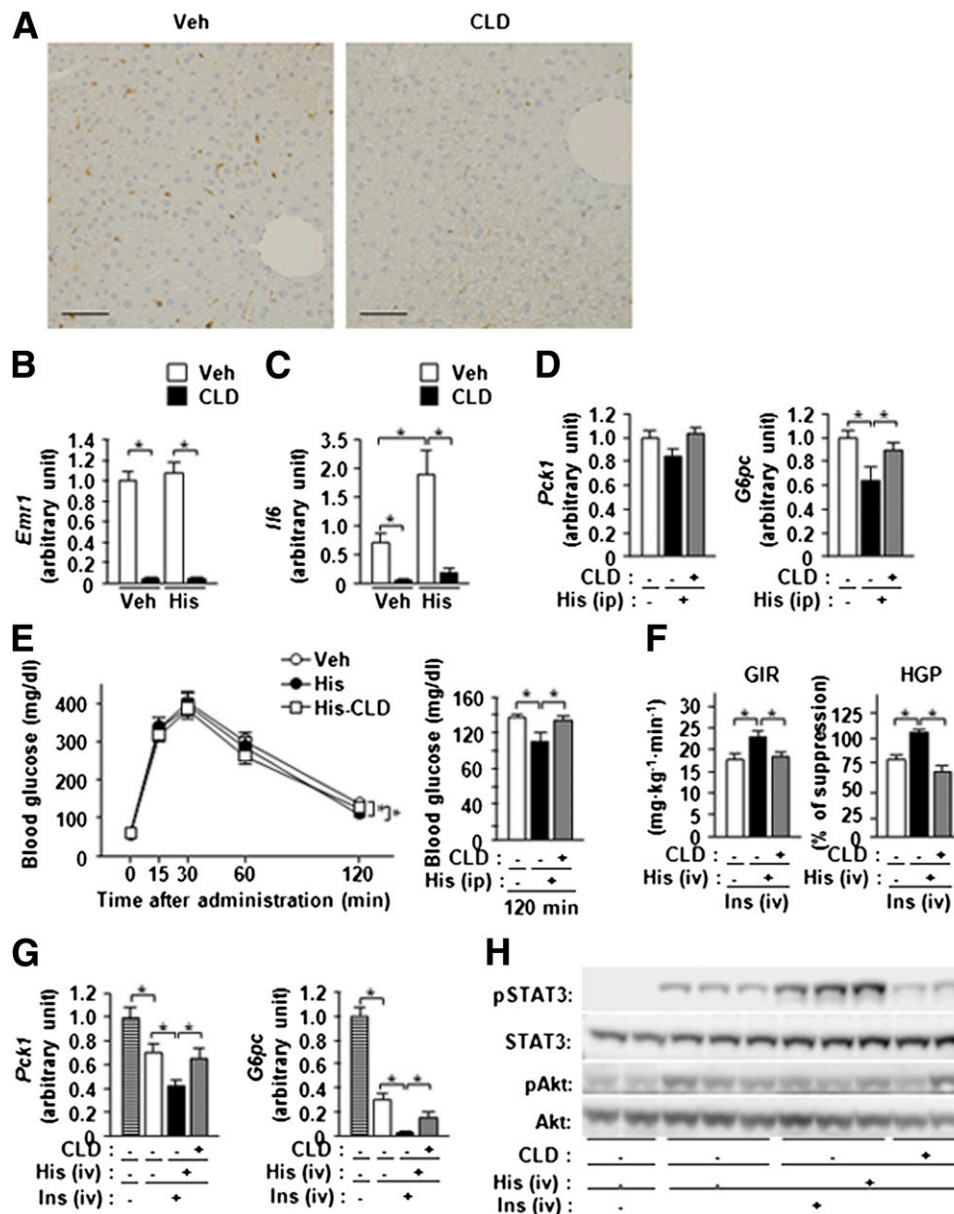 A
Veh
CLD
B
Veh
CLD
Emr1
(arbitrary unit)
1.4
1.2
1.0
0.8
0.6
0.4
0.2
0
* *
Veh His
C
Veh
CLD
Il6
(arbitrary unit)
3.5
2.0
1.5
1.0
0.5
0
* * *
Veh His
D
Pck1
(arbitrary unit)
1.2
1.0
0.8
0.6
0.4
0.2
0
CLD : - - +
His (ip) : - +
G6pc
(arbitrary unit)
1.2
1.0
0.8
0.6
0.4
0.2
0
* *
CLD : - - +
His (ip) : - +
E
Blood glucose (mg/dl)
400
300
200
100
0
Veh
His
His-CLD
* *
0 15 30 60 120
Time after administration (min)
Blood glucose (mg/dl)
160
140
120
60
20
0
* *
CLD : - - +
His (ip) : - +
120 min
F
GIR
(mg·kg⁻¹·min⁻¹)
30
25
20
15
10
5
0
* *
CLD : - - +
His (iv) : - +
Ins (iv)
HGP
(% of suppression)
125
100
75
50
25
0
* *
CLD : - - +
His (iv) : - +
Ins (iv)
G
Pck1
(arbitrary unit)
1.2
1.0
0.8
0.6
0.4
0.2
0
* * *
CLD : - - - +
His (iv) : - - +
Ins (iv) : - +
G6pc
(arbitrary unit)
1.2
1.0
0.8
0.6
0.4
0.2
0
* * *
CLD : - - - +
His (iv) : - - +
Ins (iv) : - +
H
pSTAT3:
STAT3:
pAkt:
Akt:
CLD : - - - +
His (iv) : - - +
Ins (iv) : - +